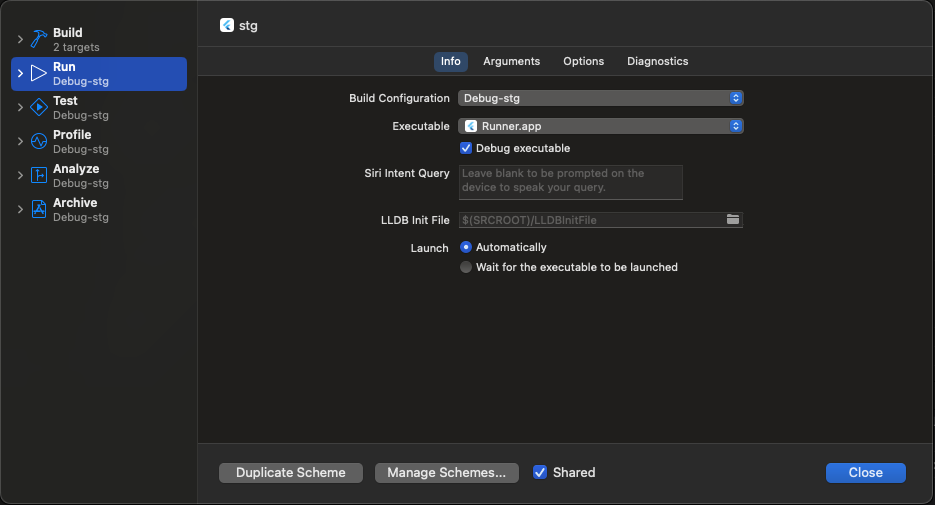 Build
2 targets
Run
Debug-stg
Test
Debug-stg
Profile
Debug-stg
Analyze
Debug-stg
Archive
Debug-stg
stg
Info Arguments Options Diagnostics
Build Configuration Debug-stg
Executable Runner.app
Debug executable
Siri Intent Query Leave blank to be prompted on the
device to speak your query.
LLDB Init File $(SRCROOT)/LLDBInitFile
Launch Automatically
Wait for the executable to be launched
Duplicate Scheme Manage Schemes... Shared Close